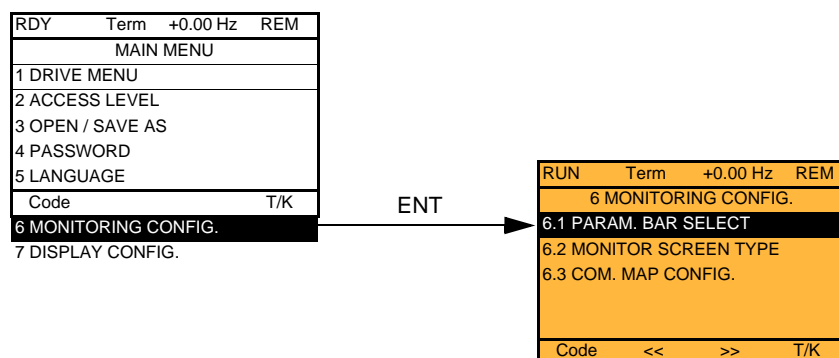 RDY Term +0.00 Hz REM
MAIN MENU
1 DRIVE MENU
2 ACCESS LEVEL
3 OPEN / SAVE AS
4 PASSWORD
5 LANGUAGE
Code T/K
6 MONITORING CONFIG.
7 DISPLAY CONFIG.
ENT
RUN Term +0.00 Hz REM
6 MONITORING CONFIG.
6.1 PARAM. BAR SELECT
6.2 MONITOR SCREEN TYPE
6.3 COM. MAP CONFIG.
Code << >> T/K